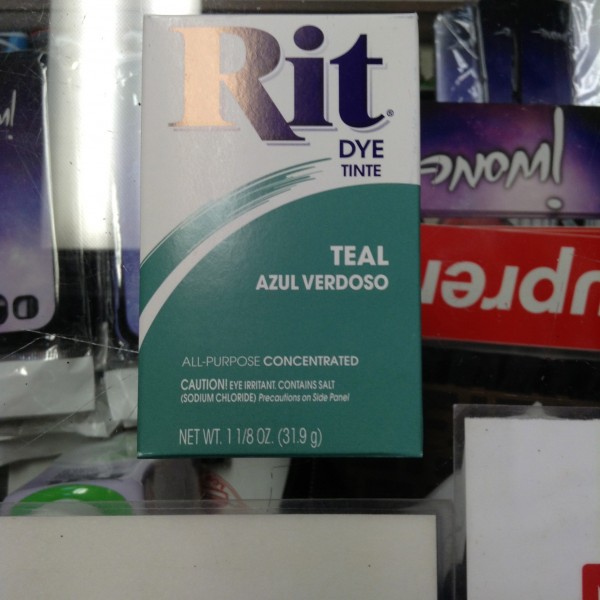 Rit®
DYE
TINTE
TEAL
AZUL VERDOSO
ALL-PURPOSE CONCENTRATED
CAUTION! EYE IRRITANT. CONTAINS SALT
(SODIUM CHLORIDE) Precautions on Side Panel
NET WT. 1 1/8 OZ. (31.9 g)